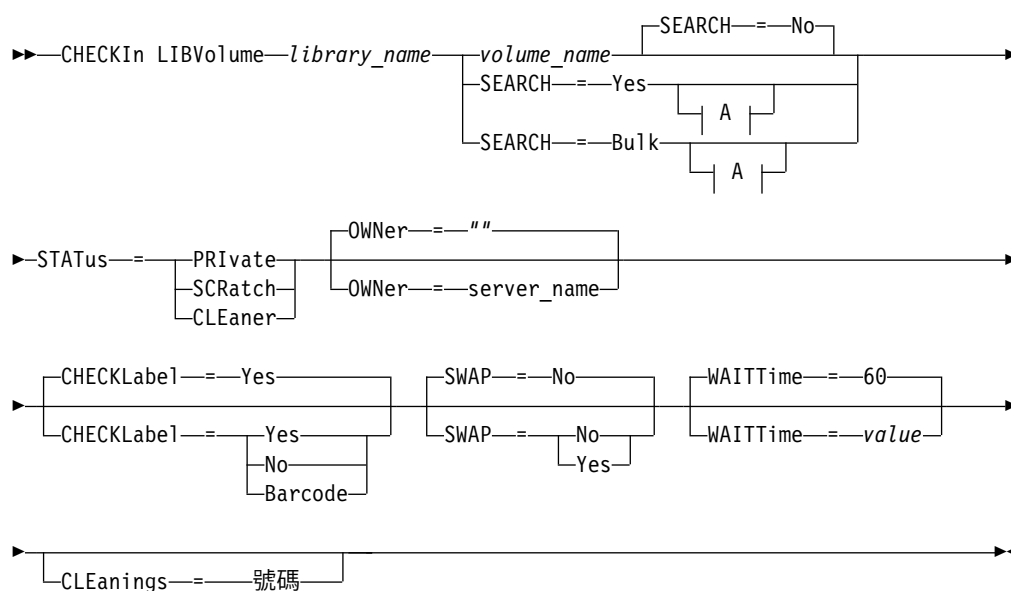 SEARCH = No
CHECKIn LIBVolume library_name volume_name
SEARCH = Yes
A
SEARCH = Bulk
A
OWNer = ""
STATus = PRIvate
OWNer = server_name
SCRatch
CLEaner
CHECKLabel = Yes SWAP = No WAITTime = 60
CHECKLabel = Yes SWAP = No WAITTime = value
No Yes
Barcode
CLEanings = 號碼